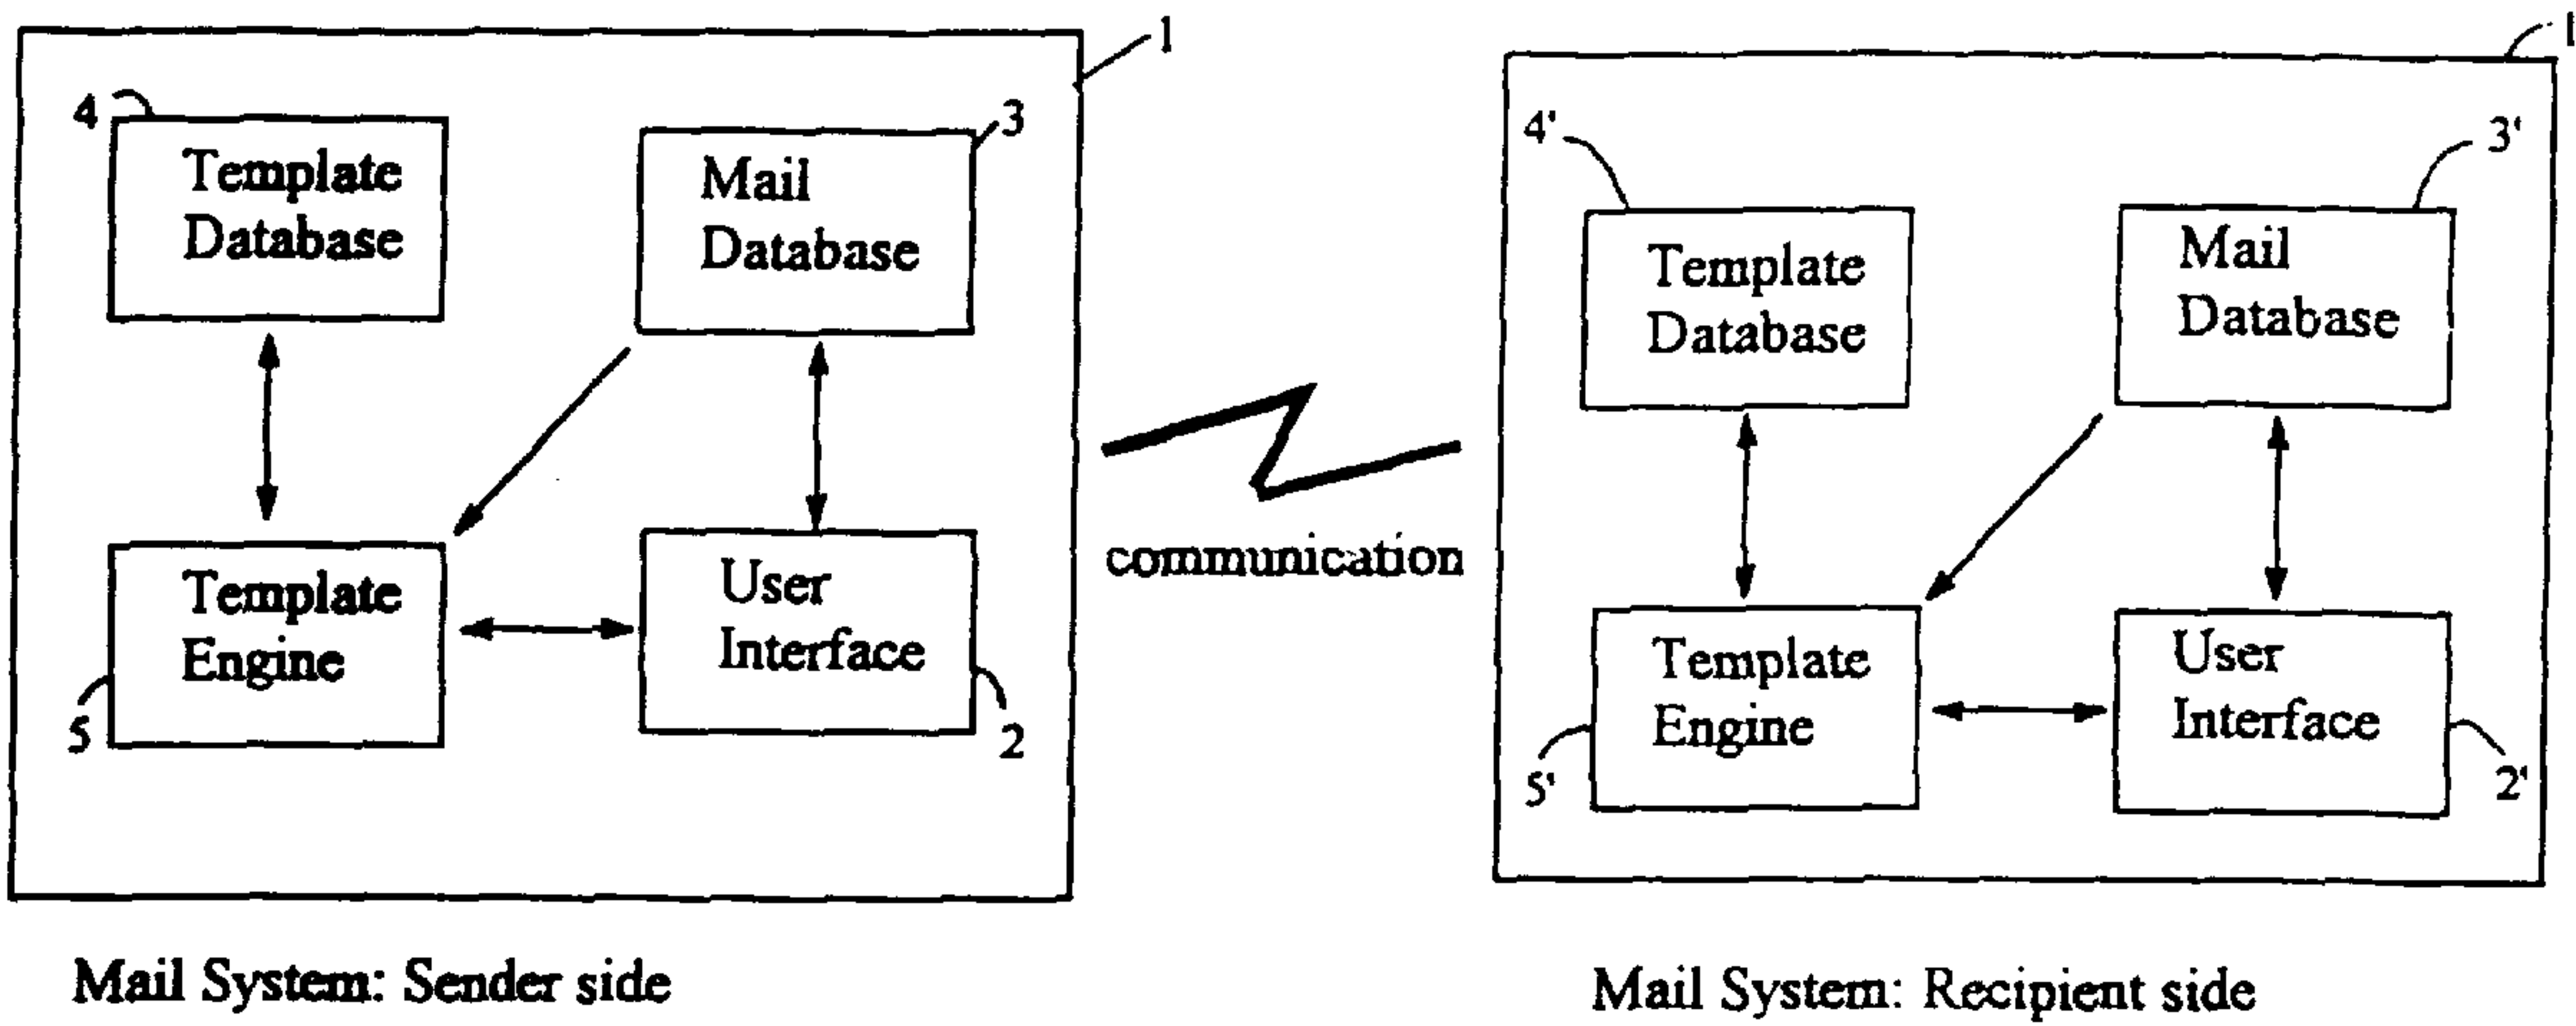 1
4
Template
Database
3
Mail
Database
Template
Engine
5
User
Interface
2
communication
1
4'
Template
Database
3'
Mail
Database
Template
Engine
5'
User
Interface
2'
Mail System: Sender side
Mail System: Recipient side